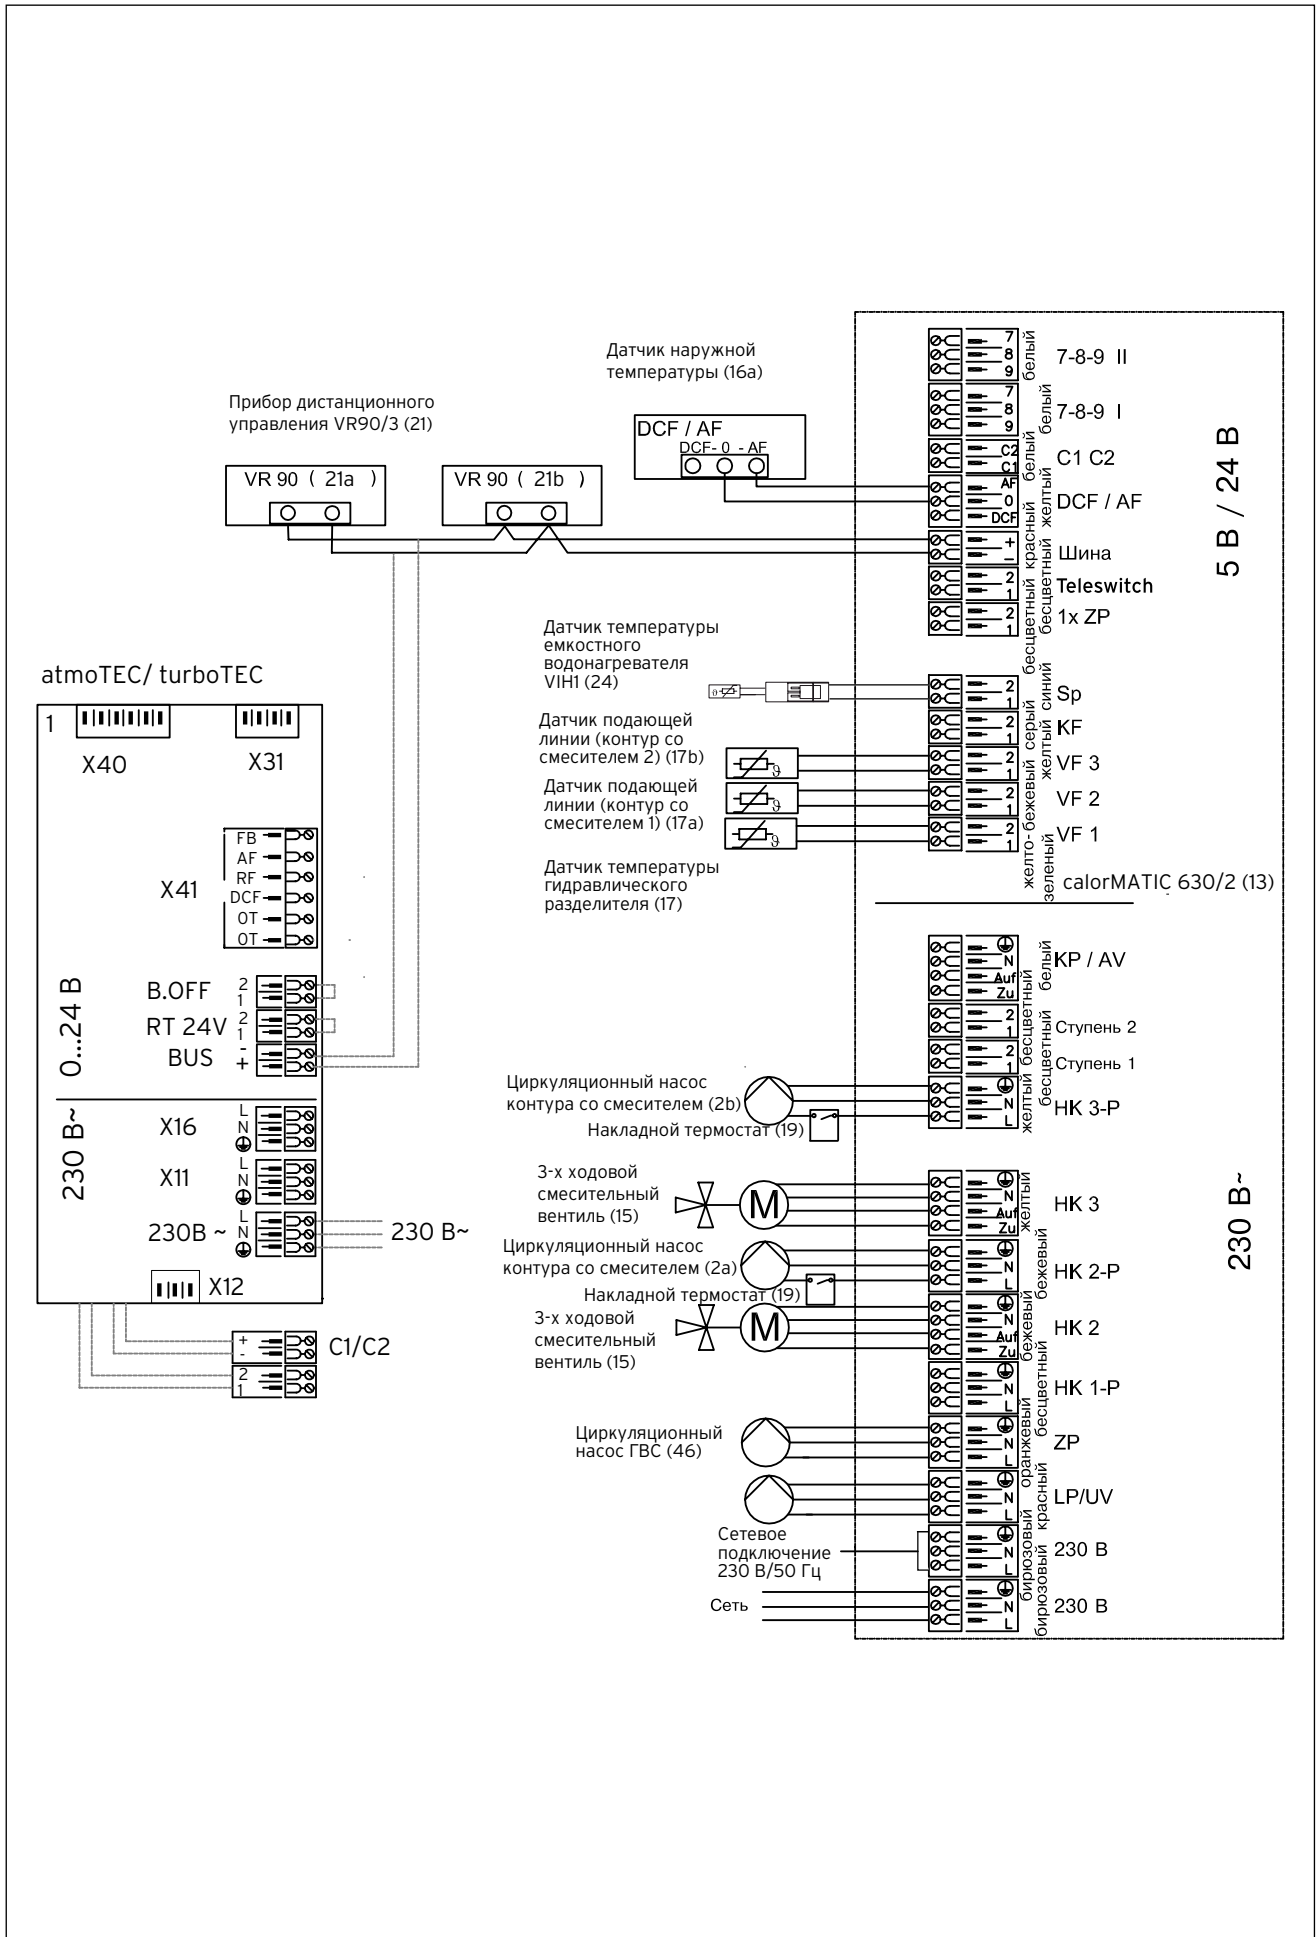 Датчик наружной
температуры (16a)
Прибор дистанционного
управления VR90/3 (21)
DCF / AF
DCF- 0 - AF
VR 90 ( 21a )
VR 90 ( 21b )
Датчик температуры
емкостного
водонагревателя
VIH1 (24)
Датчик подающей
линии (контур со
смесителем 2) (17b)
Датчик подающей
линии (контур со
смесителем 1) (17a)
Датчик температуры
гидравлического
разделителя (17)
atmoTEC/ turboTEC
1
X40
X31
X41
FB
AF
RF
DCF
OT
OT
0...24 В
B.OFF
2
1
RT 24V
2
1
BUS
-
+
230 В~
X16
L
N
X11
L
N
230В ~
L
N
230 В~
X12
+
-
C1/C2
2
1
Циркуляционный насос
контура со смесителем (2b)
Накладной термостат (19)
3-х ходовой
смесительный
вентиль (15)
M
Циркуляционный насос
контура со смесителем (2a)
Накладной термостат (19)
3-х ходовой
смесительный
вентиль (15)
M
Циркуляционный
насос ГВС (46)
Сетевое
подключение
230 В/50 Гц
Сеть
7
8
9
белый
7-8-9 II
7
8
9
белый
7-8-9 I
C2
C1
белый
C1 C2
AF
0
DCF
желтый
DCF / AF
+
–
красный
Шина
2
1
бесцветный
Teleswitch
2
1
бесцветный
1x ZP
5 В / 24 В
2
1
синий
Sp
2
1
серый
KF
2
1
желтый
VF 3
2
1
бежевый
VF 2
2
1
желто-
зеленый
VF 1
calorMATIC 630/2 (13)
N
Auf
Zu
белый
KP / AV
2
1
бесцветный
Ступень 2
2
1
бесцветный
Ступень 1
N
L
желтый
HK 3-P
N
Auf
Zu
желтый
HK 3
N
L
бежевый
HK 2-P
N
Auf
Zu
бежевый
HK 2
N
L
бесцветный
HK 1-P
N
L
оранжевый
ZP
N
L
красный
LP/UV
N
L
бирюзовый
230 В
N
L
бирюзовый
230 В
230 В~
ϑ
ϑ
ϑ
ϑ